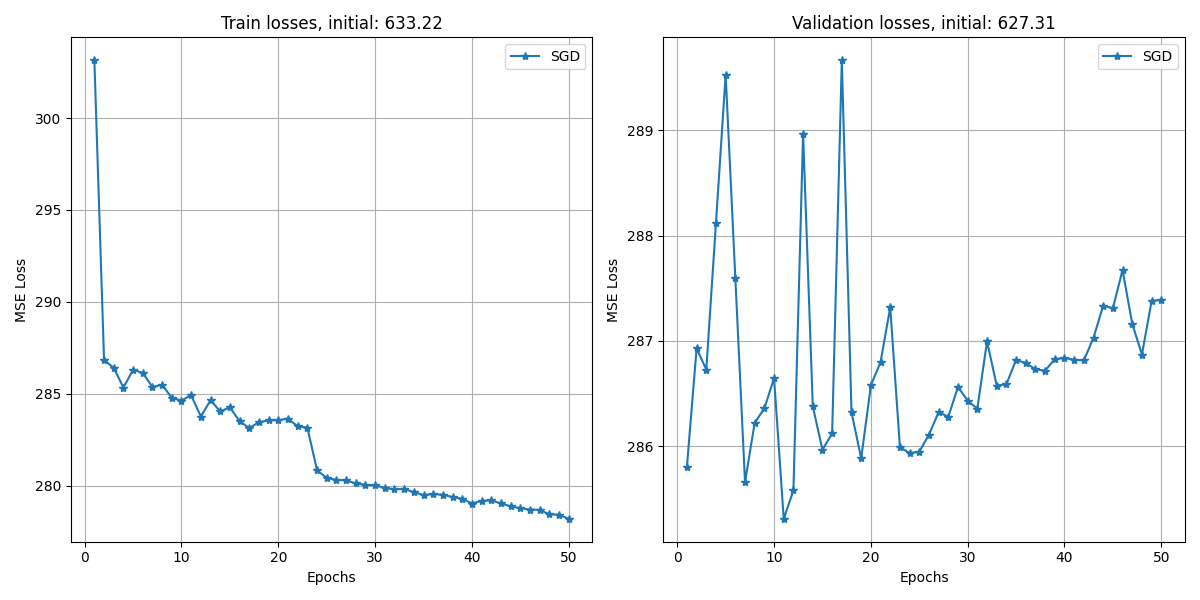 Train losses, initial: 633.22
SGD
300
295
290
285
280
MSE Loss
0 10 20 30 40 50
Epochs
Validation losses, initial: 627.31
SGD
289
288
287
286
MSE Loss
0 10 20 30 40 50
Epochs